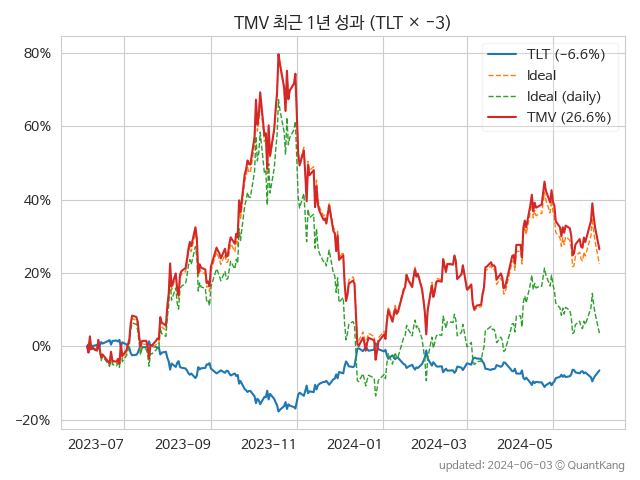 TMV 최근 1년 성과 (TLT × −3)
80%
60%
40%
20%
0%
−20%
TLT (−6.6%)
Ideal
Ideal (daily)
TMV (26.6%)
2023-07 2023-09 2023-11 2024-01 2024-03 2024-05
updated: 2024-06-03 © QuantKang